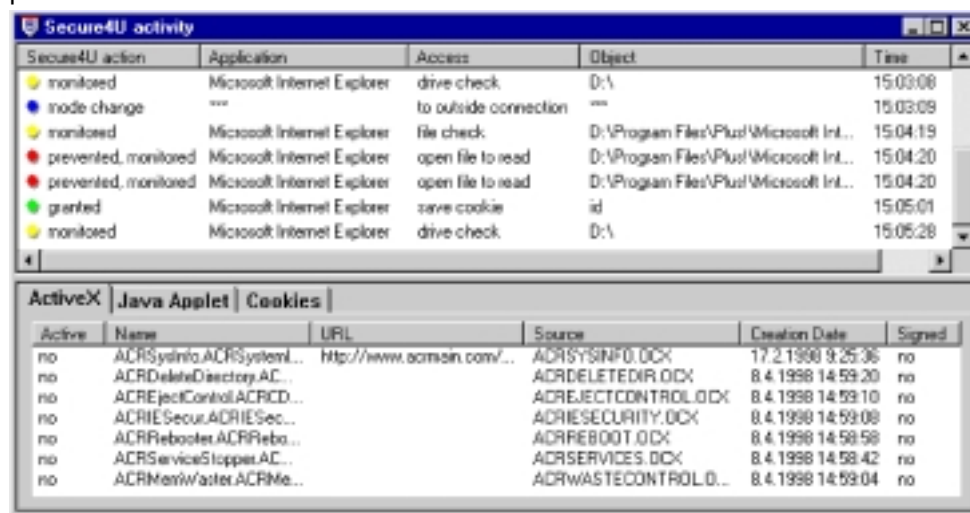 Secure4U activity
Secure4U action Application Access Object Time
monitored Microsoft Internet Explorer drive check D:\ 15:03:08
mode change *** to outside connection *** 15:03:09
monitored Microsoft Internet Explorer file check D:\Program Files\Plus!\Microsoft Int... 15:04:19
prevented, monitored Microsoft Internet Explorer open file to read D:\Program Files\Plus!\Microsoft Int... 15:04:20
prevented, monitored Microsoft Internet Explorer open file to read D:\Program Files\Plus!\Microsoft Int... 15:04:20
granted Microsoft Internet Explorer save cookie id 15:05:01
monitored Microsoft Internet Explorer drive check D:\ 15:05:28
ActiveX Java Applet Cookies
Active Name URL Source Creation Date Signed
no ACRSysInfo.ACRSystemI... http://www.acrmain.com/... ACRSYSINFO.OCX 17.2.1998 9:25:36 no
no ACRDeleteDirectory.AC... ACRDELETEDIR.OCX 8.4.1998 14:59:20 no
no ACREjectControl.ACRCD... ACREJECTCONTROL.OCX 8.4.1998 14:59:10 no
no ACRIESecur.ACRIESec... ACRIESECURITY.OCX 8.4.1998 14:59:08 no
no ACRRebooter.ACRRebo... ACRREBOOT.OCX 8.4.1998 14:58:58 no
no ACRServiceStopper.AC... ACRSERVICES.OCX 8.4.1998 14:58:42 no
no ACRMemWaster.ACRMe... ACRWASTECONTROL.O... 8.4.1998 14:59:04 no